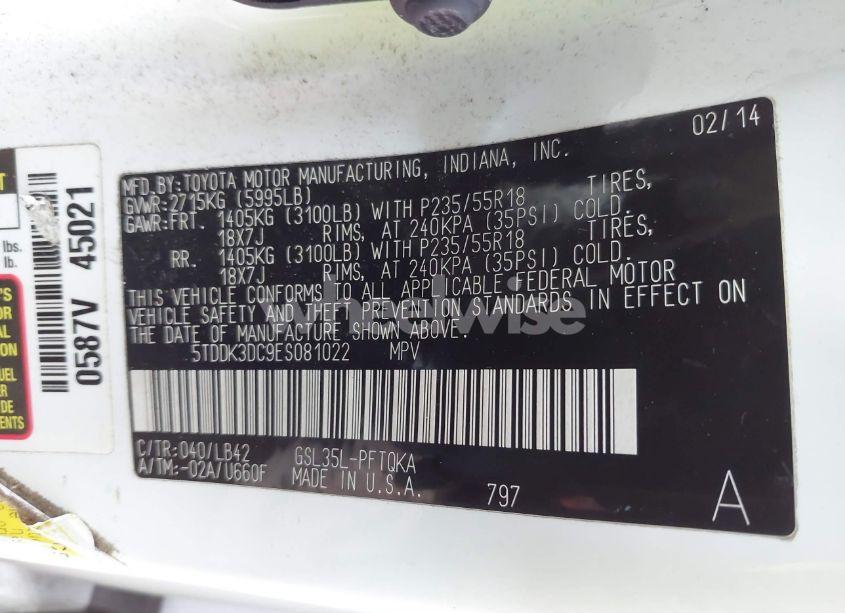 02/14
MFD.BY:TOYOTA MOTOR MANUFACTURING, INDIANA, INC.
GVWR:2715KG (5995LB)
GAWR:FRT. 1405KG (3100LB) WITH P235/55R18 TIRES,
18X7J RIMS, AT 240KPA (35PSI) COLD.
RR. 1405KG (3100LB) WITH P235/55R18 TIRES,
18X7J RIMS, AT 240KPA (35PSI) COLD.
THIS VEHICLE CONFORMS TO ALL APPLICABLE FEDERAL MOTOR
VEHICLE SAFETY AND THEFT PREVENTION STANDARDS IN EFFECT ON
THE DATE OF MANUFACTURE SHOWN ABOVE.
5TDDK3DC9ES081022 MPV
C/TR:040/LB42 GSL35L-PFTQKA
A/TM:-02A/U660F MADE IN U.S.A. 797
A
0587V 45021
lbs.
lb.
wheelwise